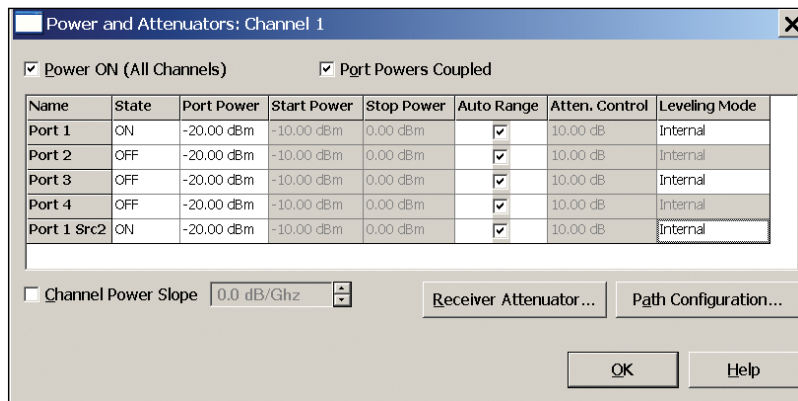 Power and Attenuators: Channel 1
Power ON (All Channels) Port Powers Coupled
Name State Port Power Start Power Stop Power Auto Range Atten. Control Leveling Mode
Port 1 ON -20.00 dBm -10.00 dBm 0.00 dBm 10.00 dB Internal
Port 2 OFF -20.00 dBm -10.00 dBm 0.00 dBm 10.00 dB Internal
Port 3 OFF -20.00 dBm -10.00 dBm 0.00 dBm 10.00 dB Internal
Port 4 OFF -20.00 dBm -10.00 dBm 0.00 dBm 10.00 dB Internal
Port 1 Src2 ON -20.00 dBm -10.00 dBm 0.00 dBm 10.00 dB Internal
Channel Power Slope 0.0 dB/Ghz Receiver Attenuator... Path Configuration...
OK Help